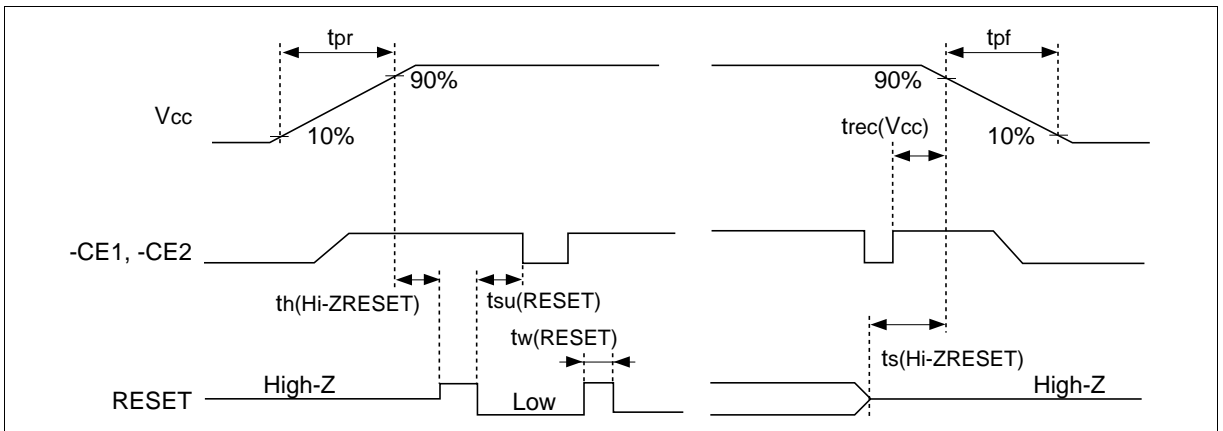 tpr
tpf
90%
90%
Vcc
trec(Vcc)
10%
10%
-CE1, -CE2
th(Hi-ZRESET)
tsu(RESET)
tw(RESET)
ts(Hi-ZRESET)
High-Z
High-Z
RESET
Low